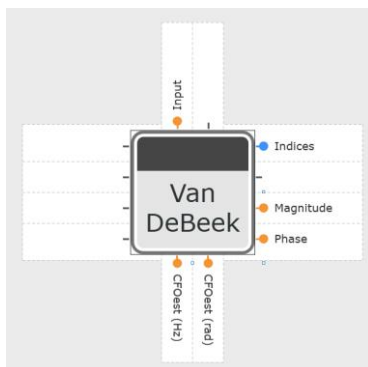 Input
Indices
Van
DeBeek
Magnitude
Phase
CFOest (Hz)
CFOest (rad)